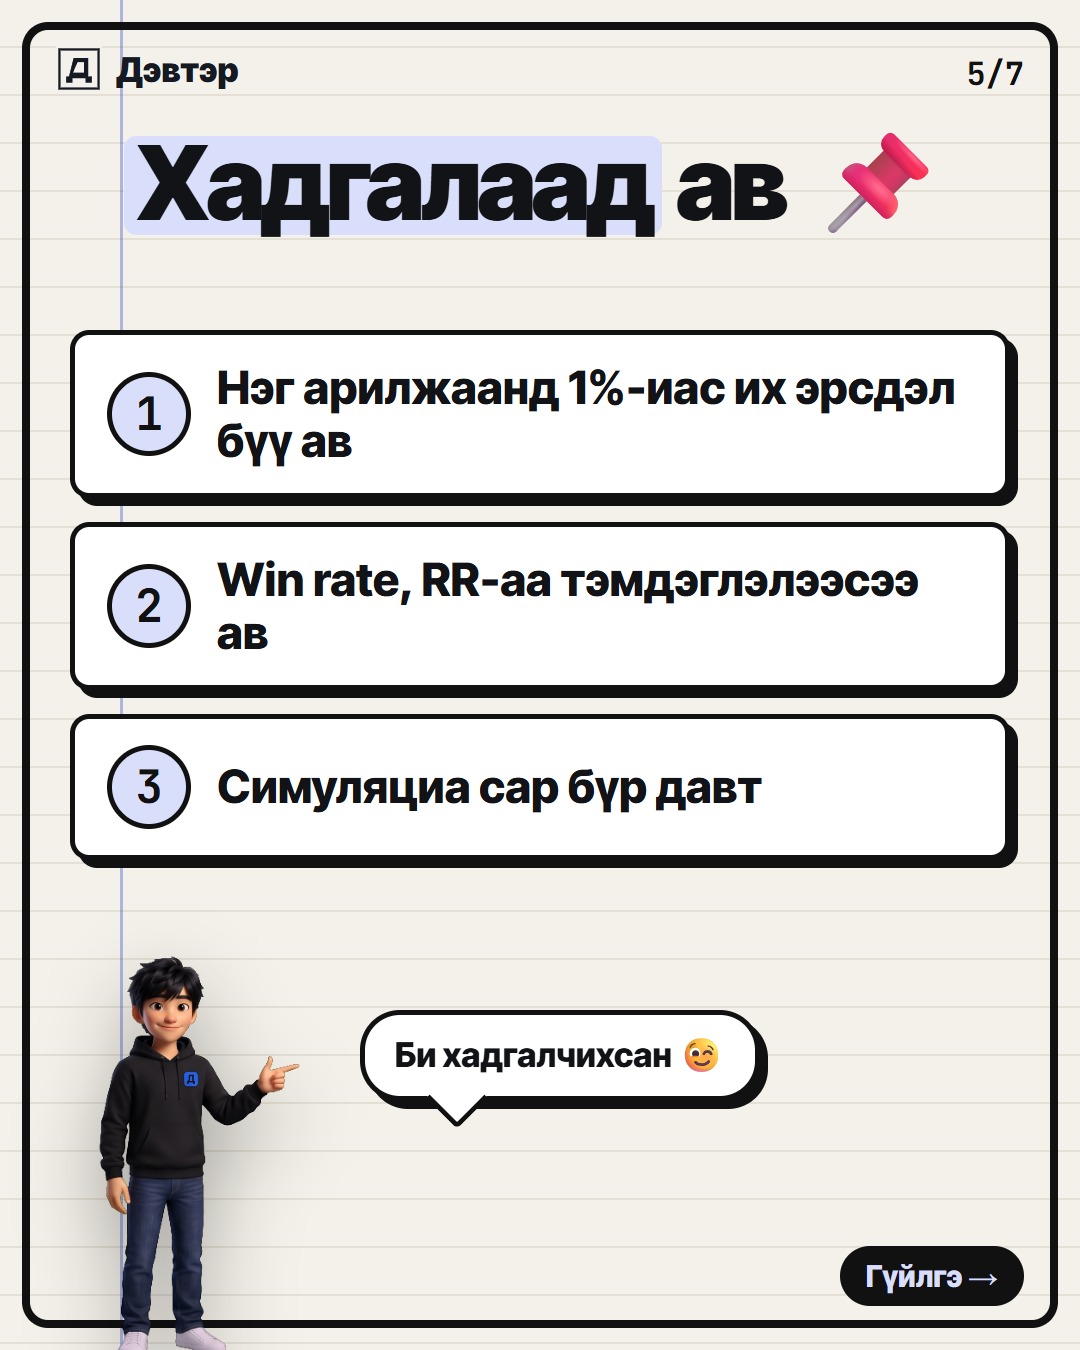 Д Дэвтэр
5/7
Хадгалаад ав 📌
1
Нэг арилжаанд 1%-иас их эрсдэл
бүү ав
2
Win rate, RR-аа тэмдэглэлээсээ
ав
3
Симуляциа сар бүр давт
Д
Би хадгалчихсан 😉
Гүйлгэ →